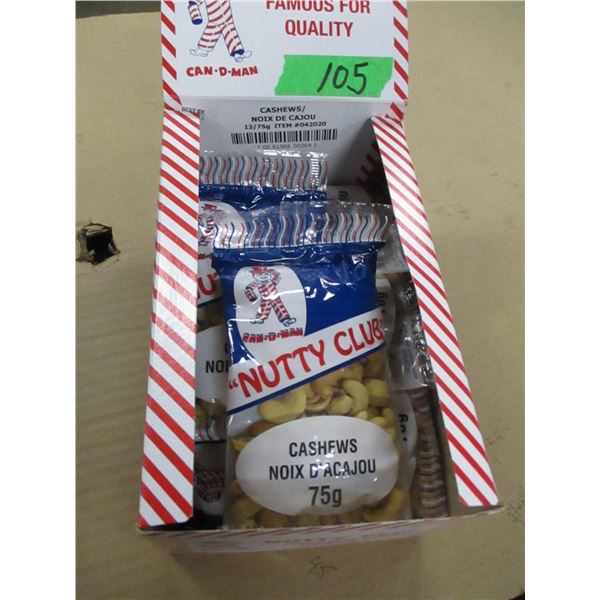 FAMOUS FOR
QUALITY
CAN-D-MAN
105
CASHEWS/
NOIX DE CAJOU
12/75g ITEM #042020
CAN-D-MAN
"NUTTY CLUB
CASHEWS
NOIX D'ACAJOU
75g